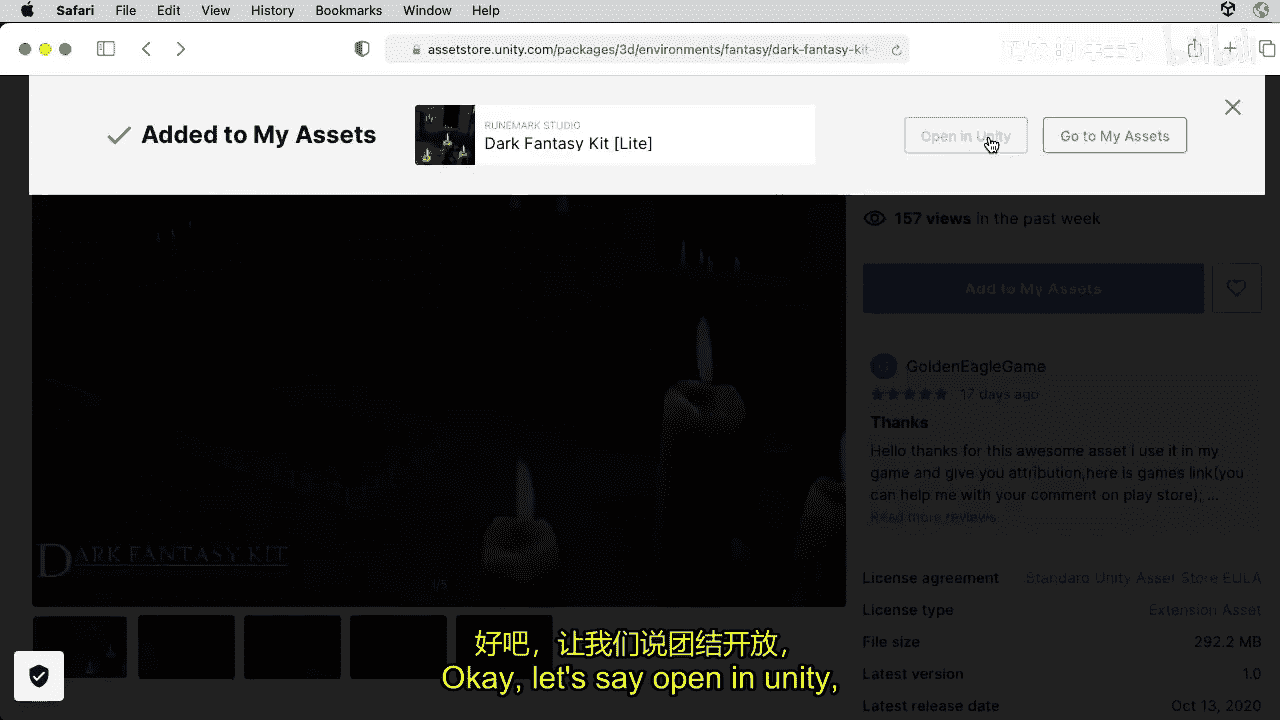 Safari File Edit View History Bookmarks Window Help
assetstore.unity.com/packages/3d/environments/fantasy/dark-fantasy-kit-
Added to My Assets
RUNEMARK STUDIO
Dark Fantasy Kit [Lite]
Open in Unity
Go to My Assets
157 views in the past week
Add to My Assets
GoldenEagleGame
17 days ago
Thanks
Hello thanks for this awesome asset i use it in my
game and give you attribution,here is games link(you
can help me with your comment on play store); ...
Read more reviews
DARK FANTASY KIT
1/5
License agreement Standard Unity Asset Store EULA
License type Extension Asset
File size 292.2 MB
Latest version 1.0
Latest release date Oct 13, 2020
好吧，让我们说团结开放，
Okay, let's say open in unity,